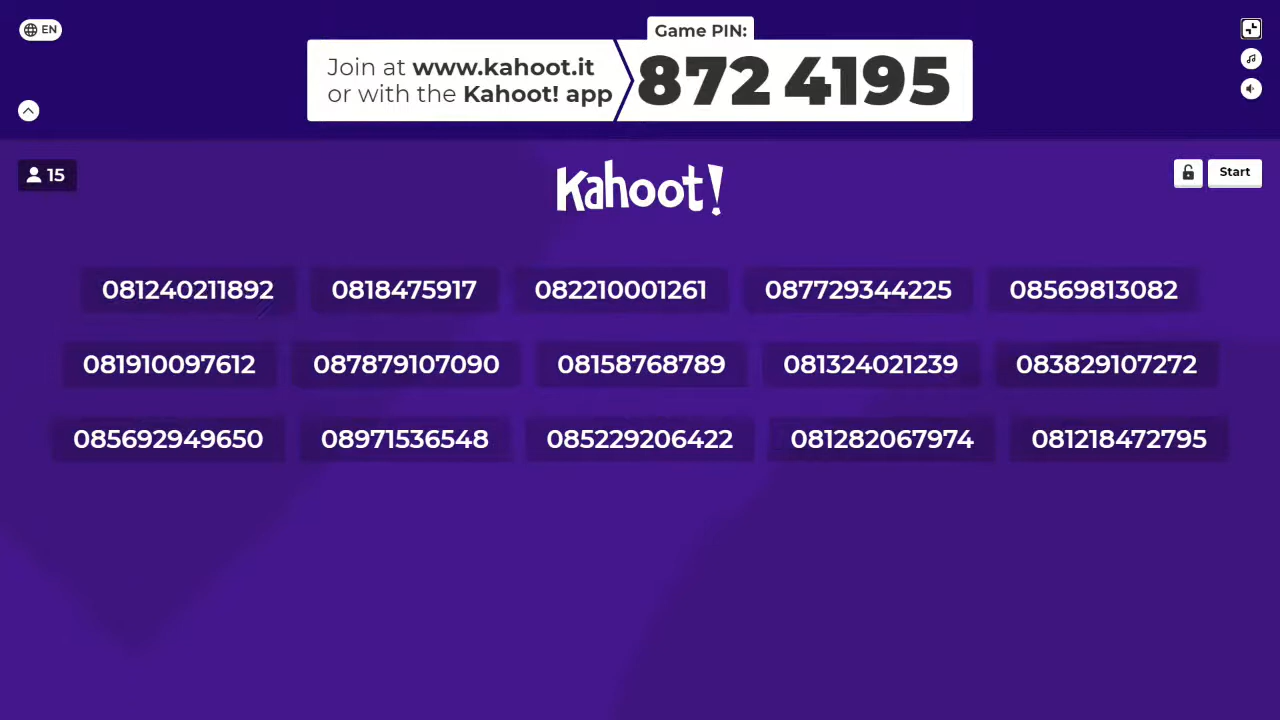 EN
Game PIN:
Join at www.kahoot.it
or with the Kahoot! app
872 4195
15
Kahoot!
Start
081240211892 0818475917 082210001261 087729344225 08569813082
081910097612 087879107090 08158768789 081324021239 083829107272
085692949650 08971536548 085229206422 081282067974 081218472795